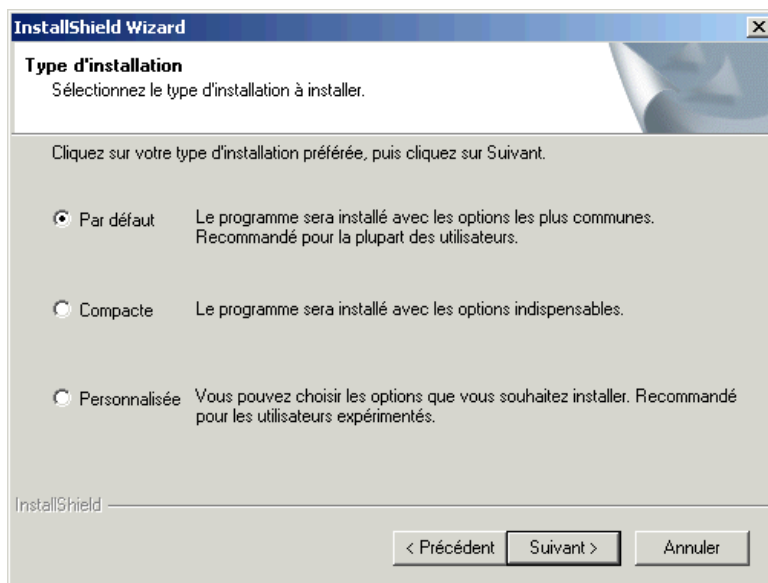 InstallShield Wizard
Type d'installation
Sélectionnez le type d'installation à installer.
Cliquez sur votre type d'installation préférée, puis cliquez sur Suivant.
Par défaut
Le programme sera installé avec les options les plus communes.
Recommandé pour la plupart des utilisateurs.
Compacte
Le programme sera installé avec les options indispensables.
Personnalisée
Vous pouvez choisir les options que vous souhaitez installer. Recommandé
pour les utilisateurs expérimentés.
InstallShield
< Précédent
Suivant >
Annuler